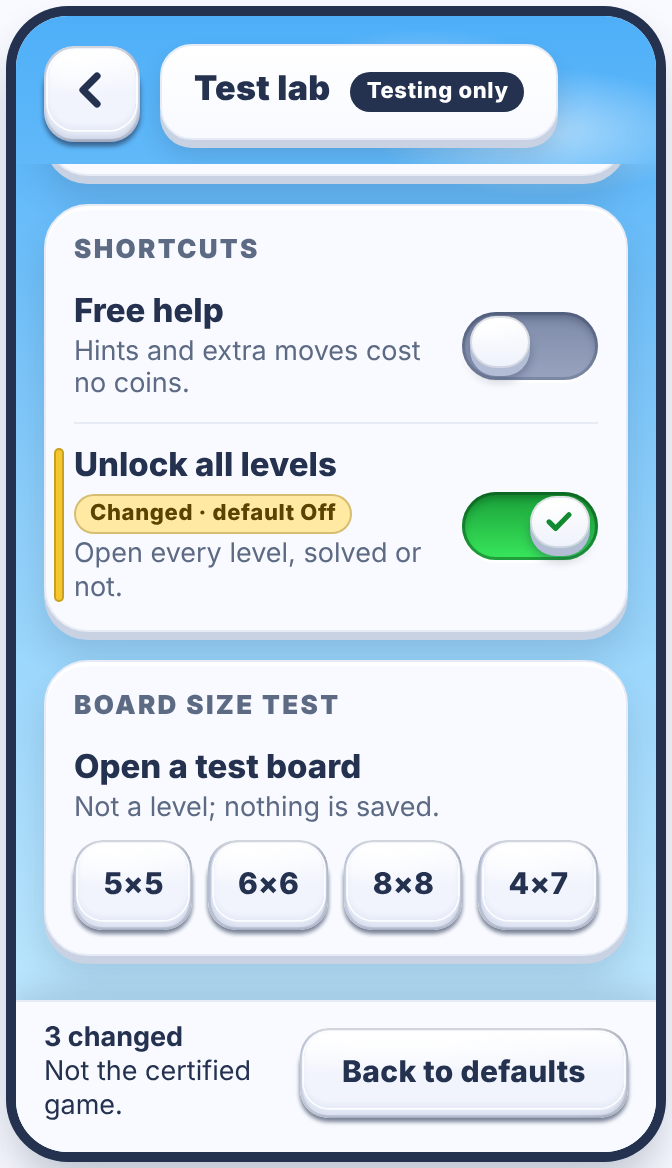 Test lab
Testing only
SHORTCUTS
Free help
Hints and extra moves cost
no coins.
Unlock all levels
Changed · default Off
Open every level, solved or
not.
BOARD SIZE TEST
Open a test board
Not a level; nothing is saved.
5×5
6×6
8×8
4×7
3 changed
Not the certified
game.
Back to defaults